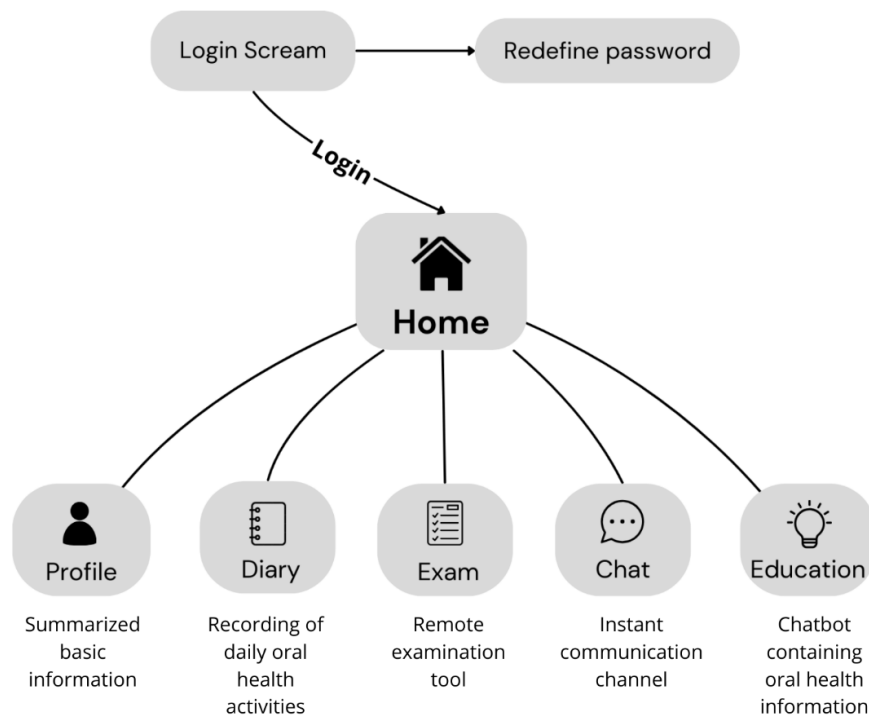 Login Scream
Redefine password
Login
Home
Profile
Diary
Exam
Chat
Education
Summarized
basic
information
Recording of
daily oral
health
activities
Remote
examination
tool
Instant
communication
channel
Chatbot
containing
oral health
information